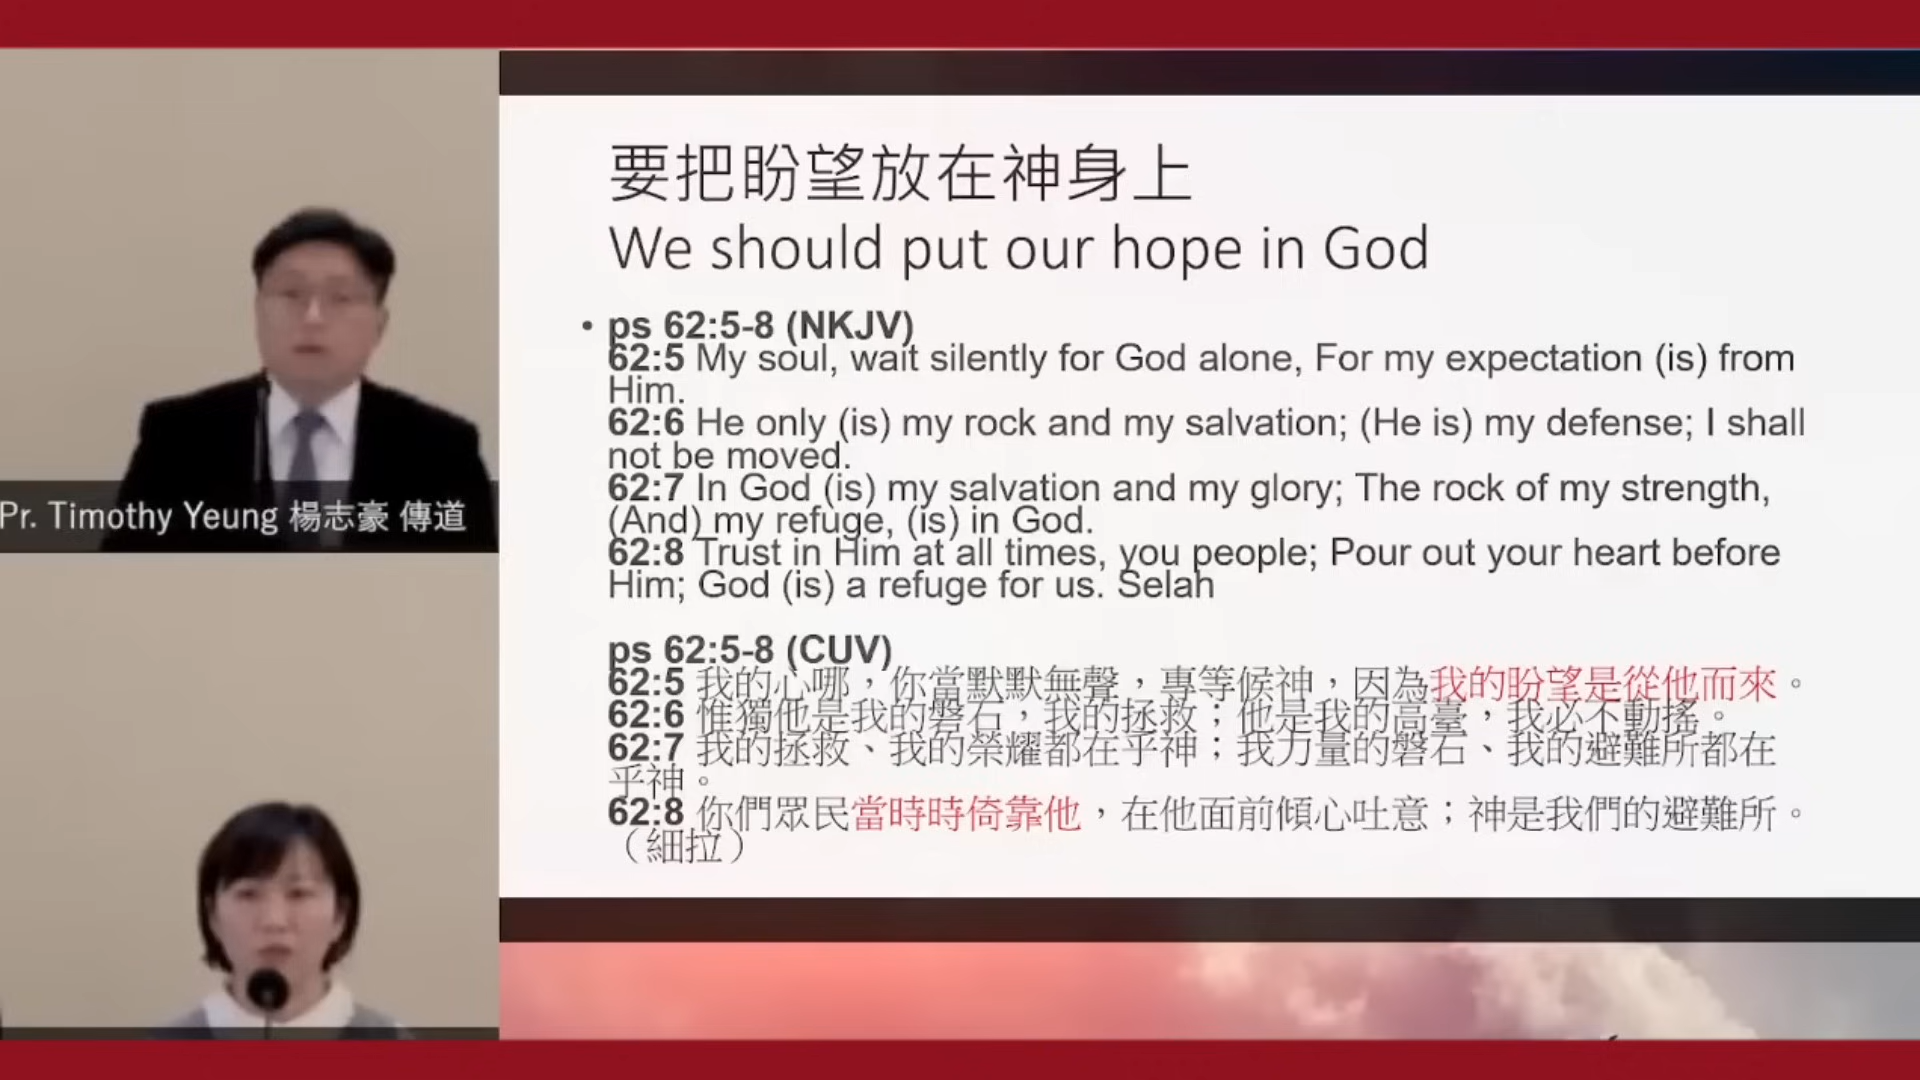 Pr. Timothy Yeung 楊志豪 傳道
要把盼望放在神身上
We should put our hope in God
• ps 62:5-8 (NKJV)
62:5 My soul, wait silently for God alone, For my expectation (is) from
Him.
62:6 He only (is) my rock and my salvation; (He is) my defense; I shall
not be moved.
62:7 In God (is) my salvation and my glory; The rock of my strength,
(And) my refuge, (is) in God.
62:8 Trust in Him at all times, you people; Pour out your heart before
Him; God (is) a refuge for us. Selah
ps 62:5-8 (CUV)
62:5 我的心哪，你當默默無聲，專等候神，因為我的盼望是從他而來。
62:6 惟獨他是我的磐石，我的拯救；他是我的高臺，我必不動搖。
62:7 我的拯救、我的榮耀都在乎神；我力量的磐石、我的避難所都在
乎神。
62:8 你們眾民當時時倚靠他，在他面前傾心吐意；神是我們的避難所。
（細拉）